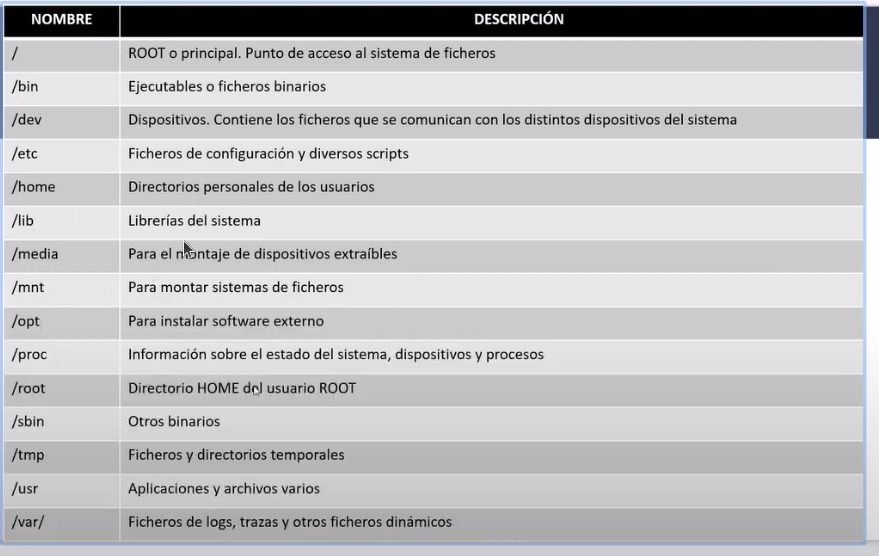 NOMBRE DESCRIPCIÓN
/ ROOT o principal. Punto de acceso al sistema de ficheros
/bin Ejecutables o ficheros binarios
/dev Dispositivos. Contiene los ficheros que se comunican con los distintos dispositivos del sistema
/etc Ficheros de configuración y diversos scripts
/home Directorios personales de los usuarios
/lib Librerías del sistema
/media Para el montaje de dispositivos extraíbles
/mnt Para montar sistemas de ficheros
/opt Para instalar software externo
/proc Información sobre el estado del sistema, dispositivos y procesos
/root Directorio HOME del usuario ROOT
/sbin Otros binarios
/tmp Ficheros y directorios temporales
/usr Aplicaciones y archivos varios
/var/ Ficheros de logs, trazas y otros ficheros dinámicos